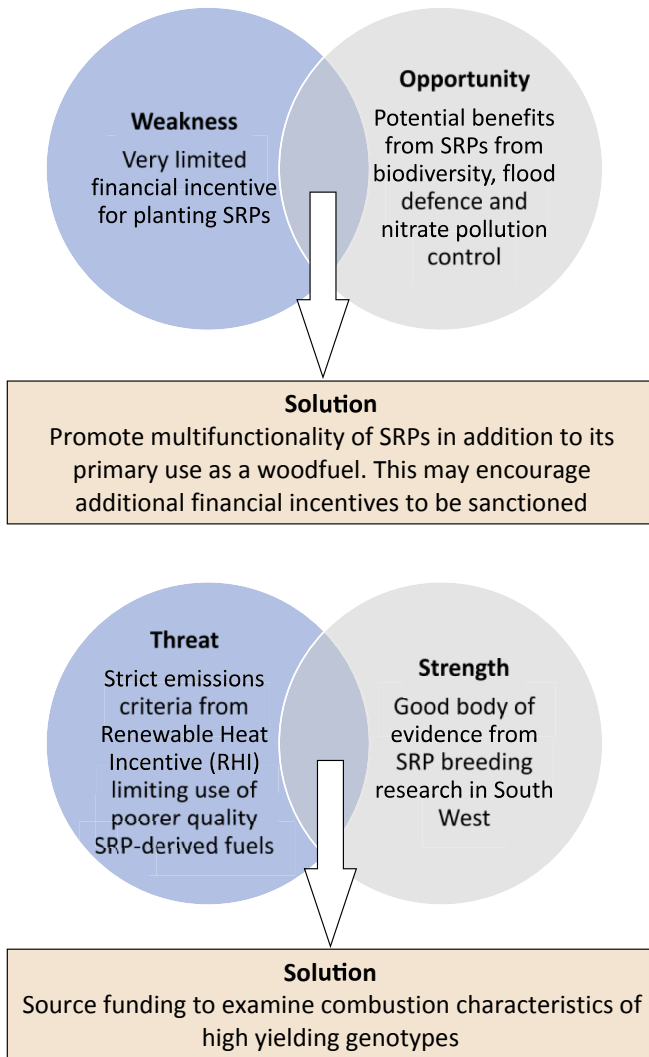 Weakness
Very limited
financial incentive
for planting SRPs
Opportunity
Potential benefits
from SRPs from
biodiversity, flood
defence and
nitrate pollution
control
Solution
Promote multifunctionality of SRPs in addition to its
primary use as a woodfuel. This may encourage
additional financial incentives to be sanctioned
Threat
Strict emissions
criteria from
Renewable Heat
Incentive (RHI)
limiting use of
poorer quality
SRP-derived fuels
Strength
Good body of
evidence from
SRP breeding
research in South
West
Solution
Source funding to examine combustion characteristics of
high yielding genotypes